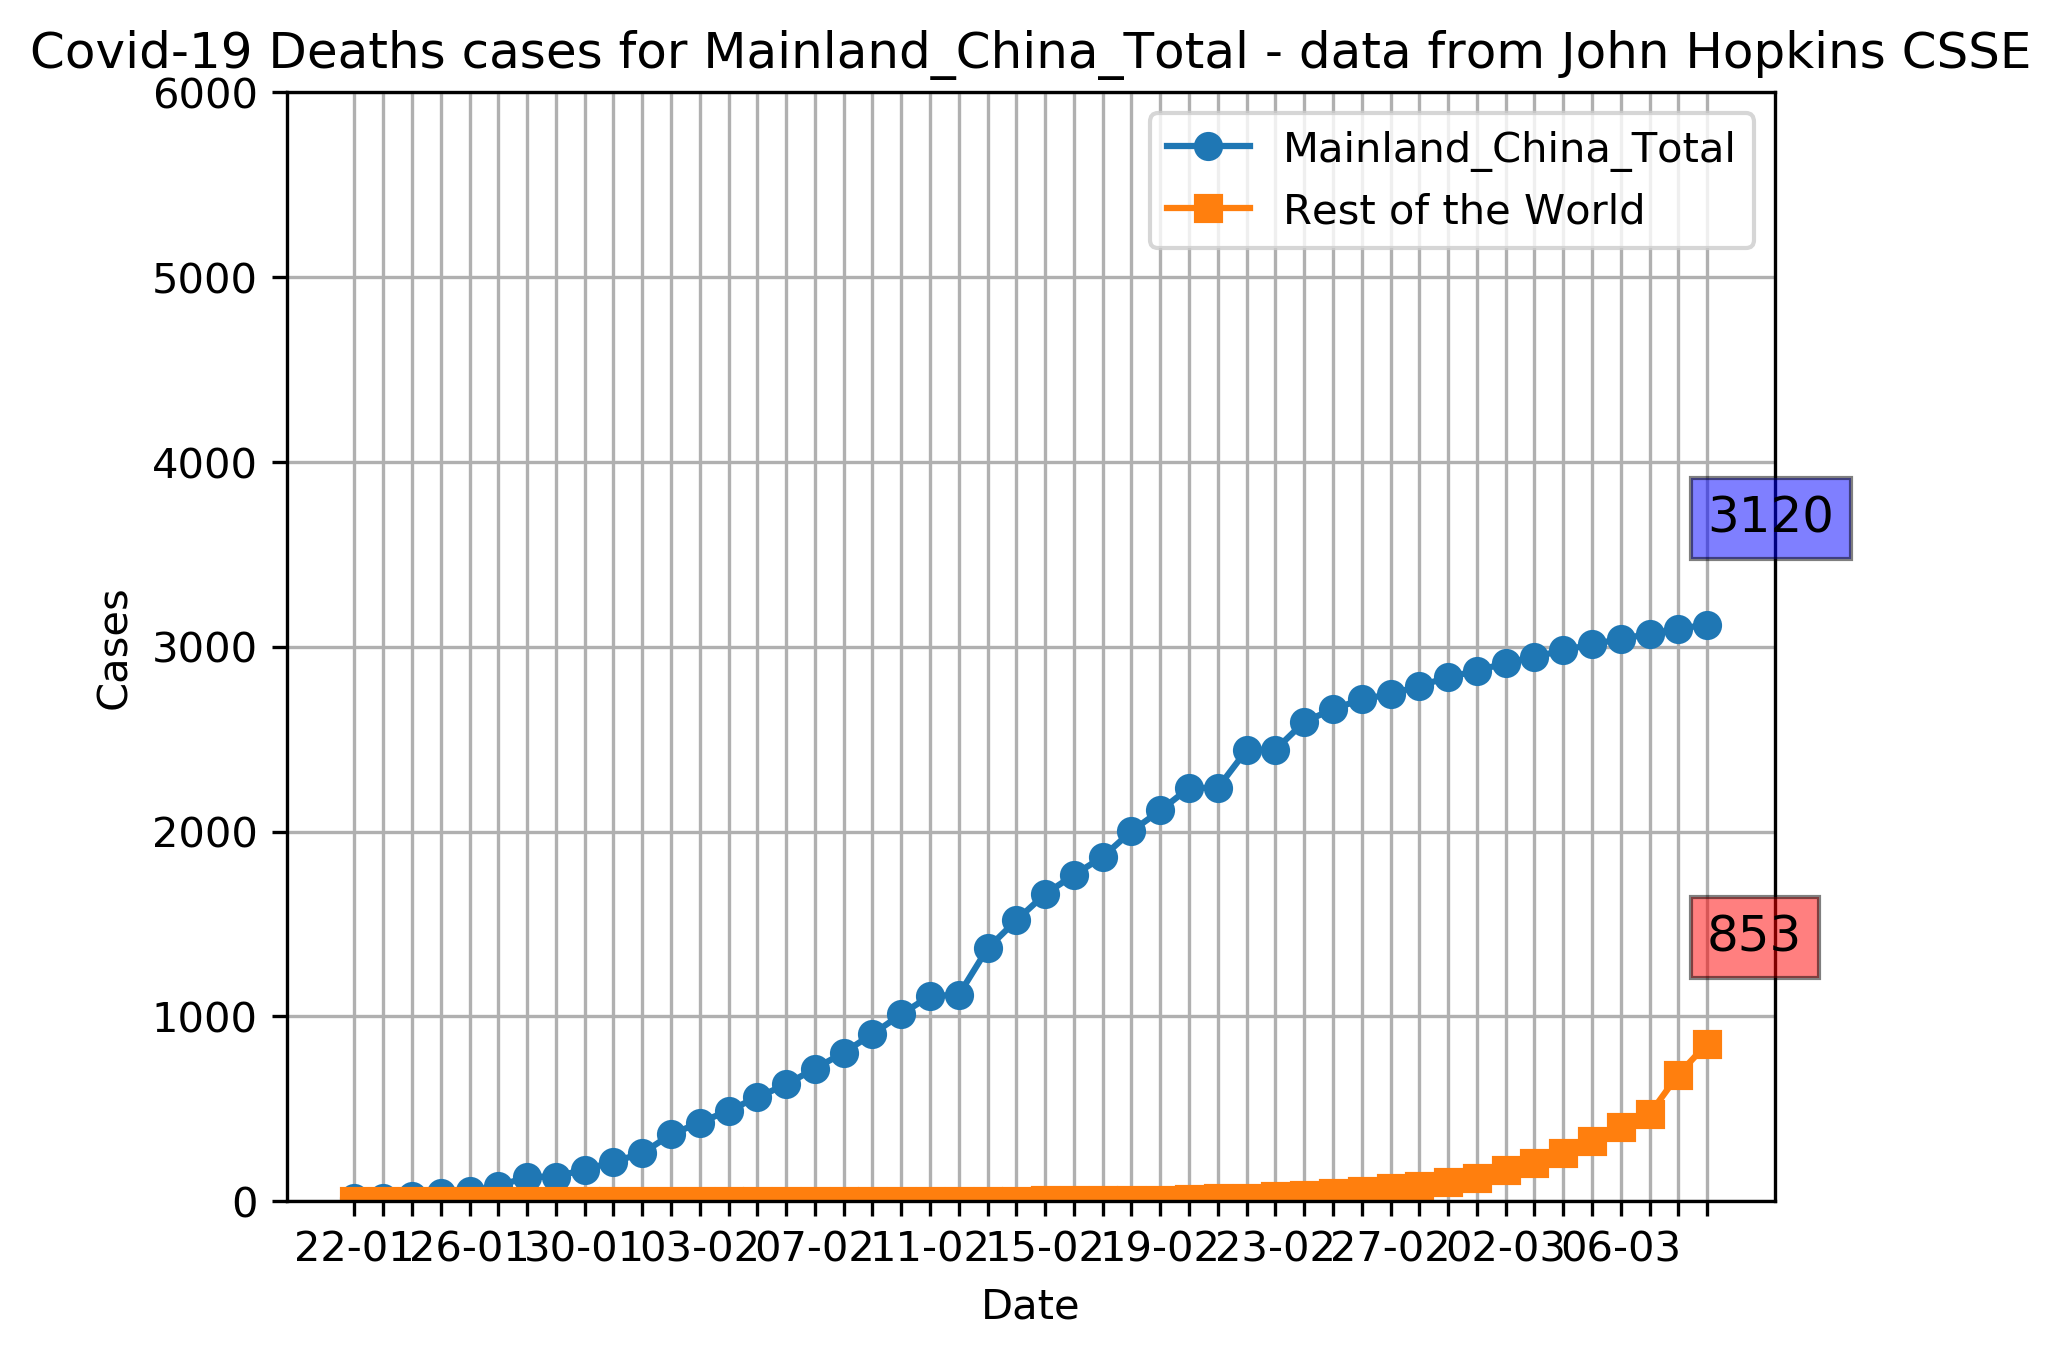 Covid-19 Deaths cases for Mainland_China_Total - data from John Hopkins CSSE
Mainland_China_Total
Rest of the World
6000
5000
4000
3000
2000
1000
0
Cases
3120
853
22-01 26-01 30-01 03-02 07-02 11-02 15-02 19-02 23-02 27-02 02-03 06-03
Date